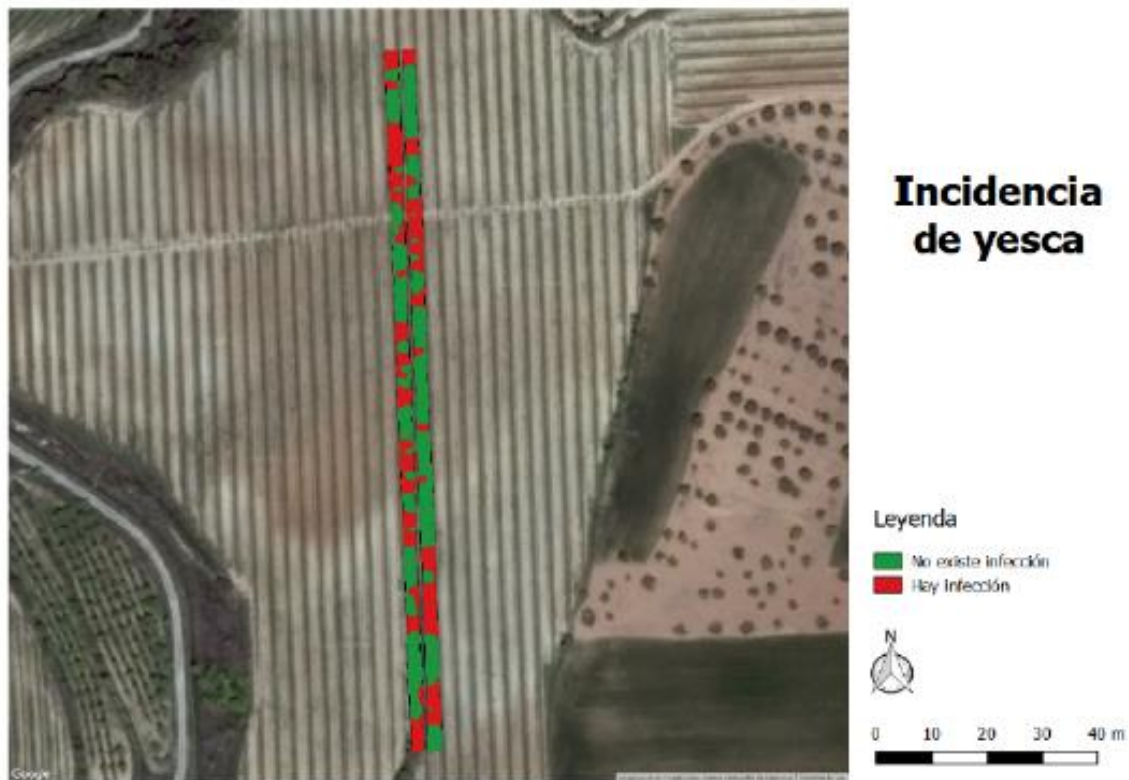 Incidencia
de yesca
Leyenda
No existe infección
Hay infección
N
0 10 20 30 40 m
Google